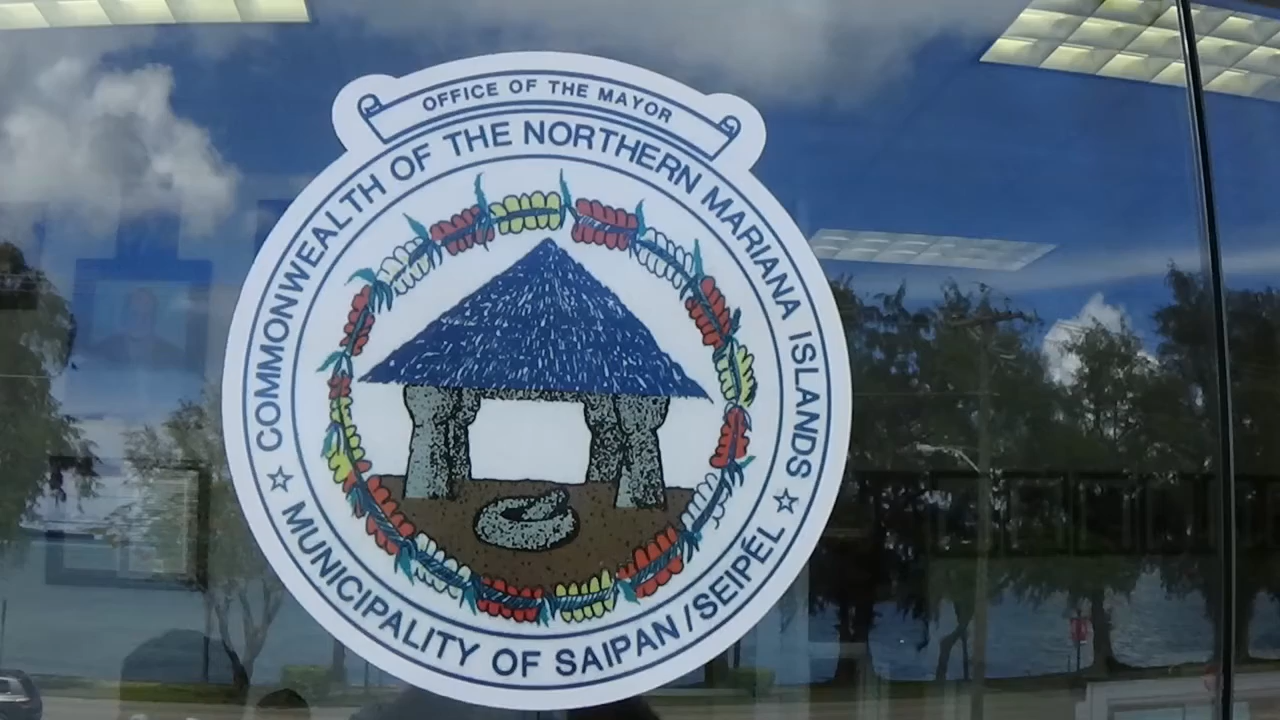 OFFICE OF THE MAYOR
COMMONWEALTH OF THE NORTHERN MARIANA ISLANDS
MUNICIPALITY OF SAIPAN/SEIPÉL